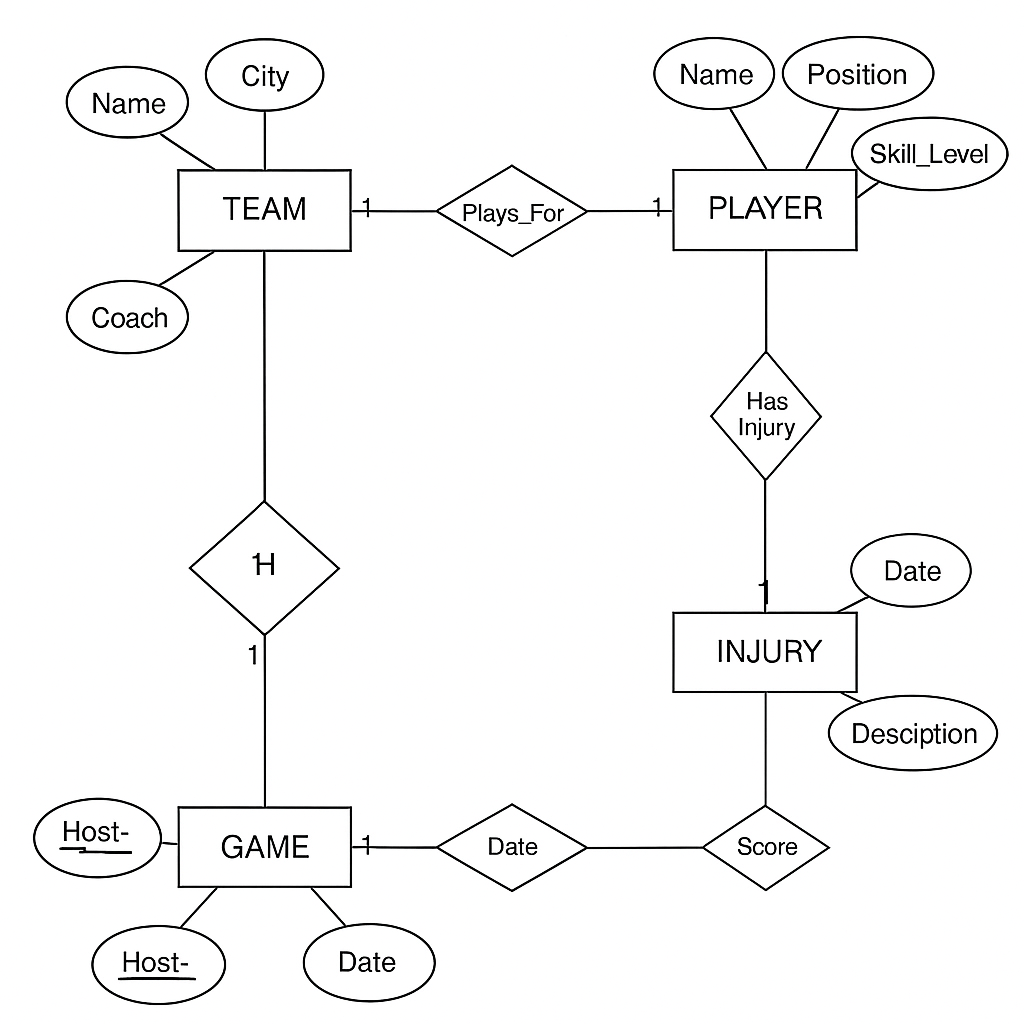 City
Name
Position
Name
Skill_Level
TEAM
1
Plays_For
1
PLAYER
Coach
Has
Injury
H
Date
1
INJURY
1
Desciption
Host-
GAME
1
Date
Score
Host-
Date